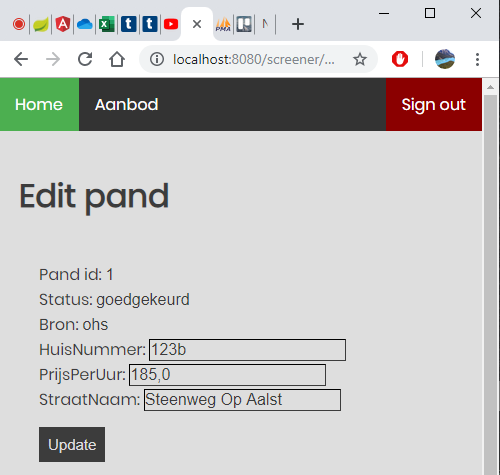 PMA
localhost:8080/screener/...
Home
Aanbod
Sign out
Edit pand
Pand id: 1
Status: goedgekeurd
Bron: ohs
HuisNummer: 123b
PrijsPerUur: 185,0
StraatNaam: Steenweg Op Aalst
Update